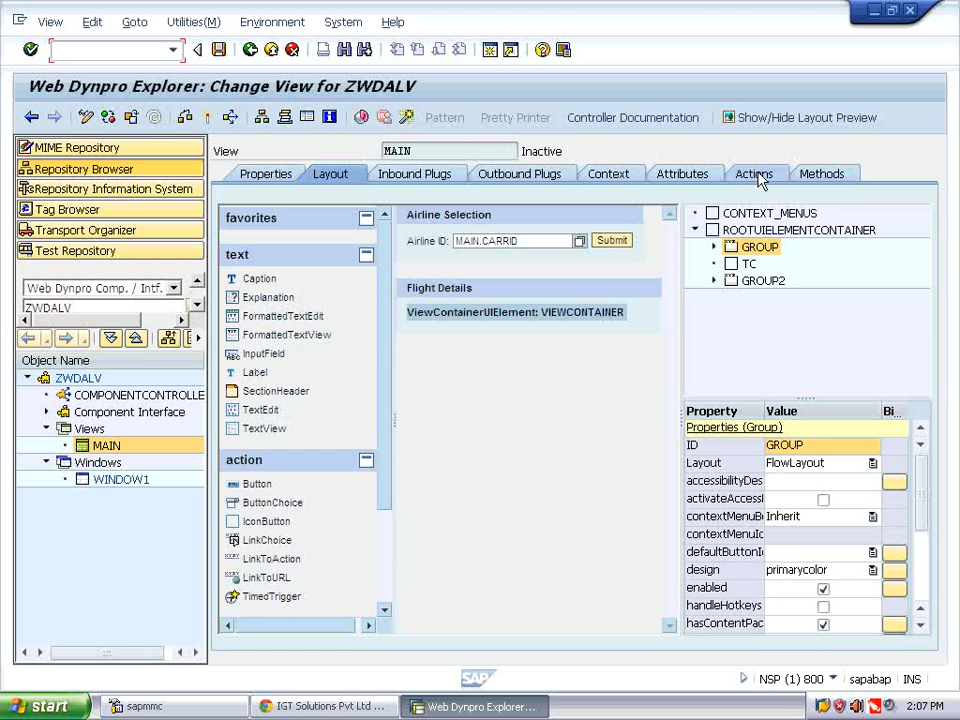 View Edit Goto Utilities(M) Environment System Help
Web Dynpro Explorer: Change View for ZWDALV
Pattern Pretty Printer Controller Documentation Show/Hide Layout Preview
MIME Repository
Repository Browser
Repository Information System
Tag Browser
Transport Organizer
Test Repository
Web Dynpro Comp. / Intf.
ZWDALV
Object Name
ZWDALV
COMPONENTCONTROLLE
Component Interface
Views
MAIN
Windows
WINDOW1
View MAIN Inactive
Properties Layout Inbound Plugs Outbound Plugs Context Attributes Actions Methods
favorites
text
Caption
Explanation
FormattedTextEdit
FormattedTextView
InputField
Label
SectionHeader
TextEdit
TextView
action
Button
ButtonChoice
IconButton
LinkChoice
LinkToAction
LinkToURL
TimedTrigger
Airline Selection
Airline ID: MAIN.CARRID Submit
Flight Details
ViewContainerUIElement: VIEWCONTAINER
CONTEXT_MENUS
ROOTUIELEMENTCONTAINER
GROUP
TC
GROUP2
Property Value Bi...
Properties (Group)
ID GROUP
Layout FlowLayout
accessibilityDes
activateAccessl
contextMenuB Inherit
contextMenuIc
defaultButtonI
design primarycolor
enabled
handleHotkeys
hasContentPac
SAP
NSP (1) 800 sapabap INS
start sapmmc IGT Solutions Pvt Ltd ... Web Dynpro Explorer:... 2:07 PM